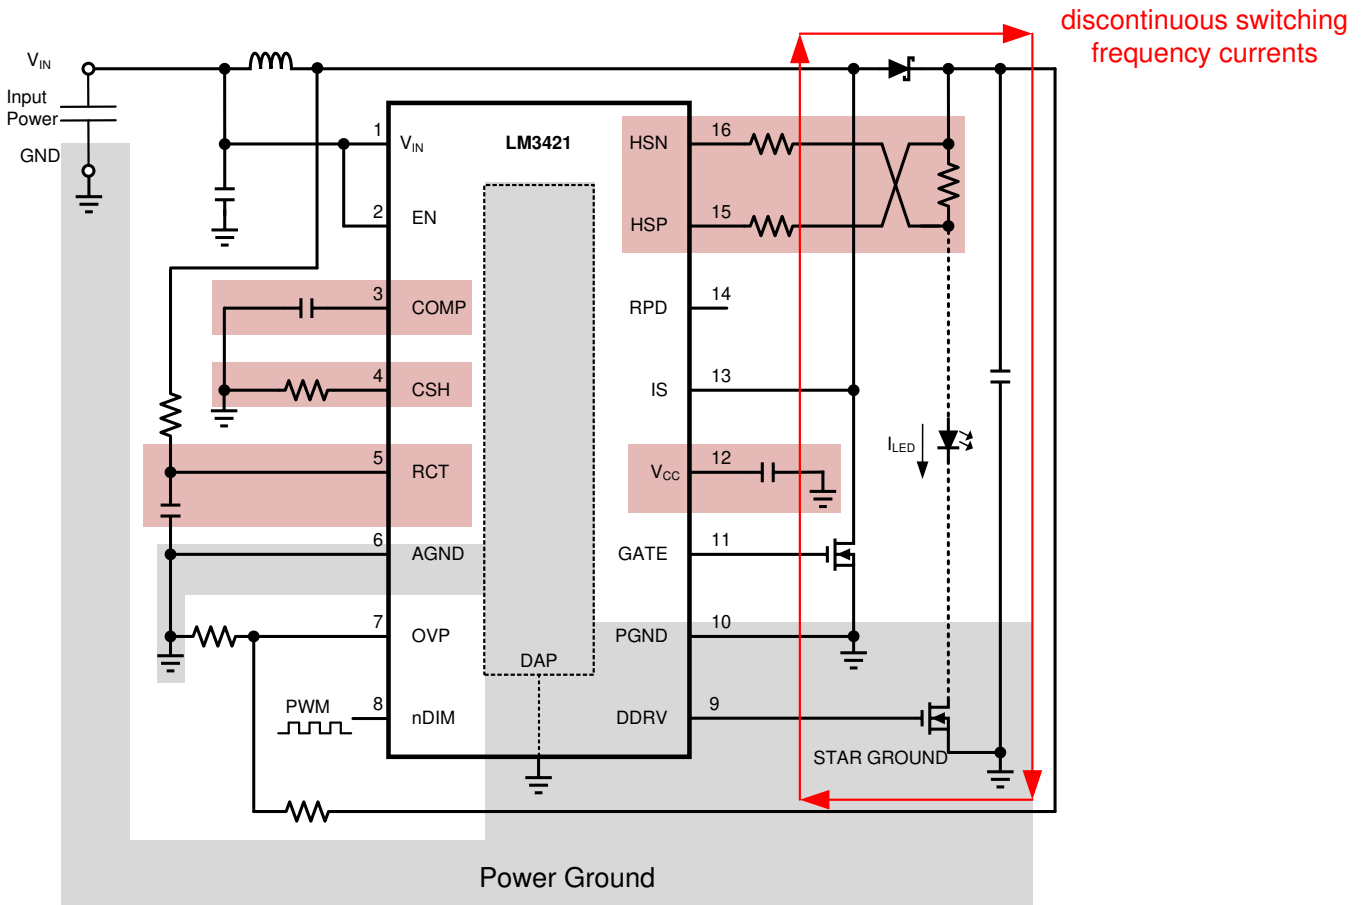 discontinuous switching
frequency currents
VIN
Input
Power
GND
LM3421
1
VIN
2
EN
3
COMP
4
CSH
5
RCT
6
AGND
7
OVP
8
nDIM
PWM
DAP
HSN
16
HSP
15
RPD
14
IS
13
VCC
12
GATE
11
PGND
10
DDRV
9
ILED
STAR GROUND
Power Ground